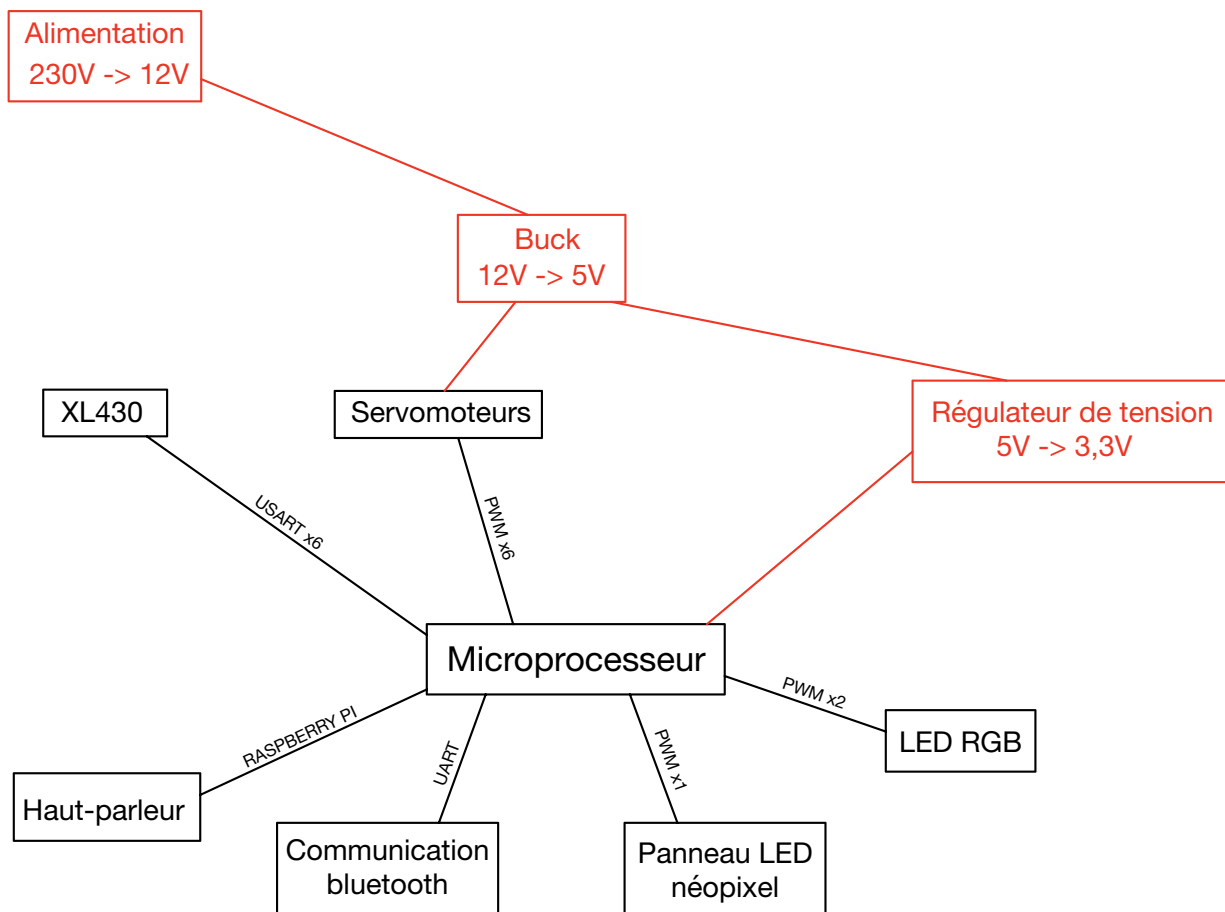 Alimentation
230V -> 12V
Buck
12V -> 5V
XL430
Servomoteurs
Régulateur de tension
5V -> 3,3V
USART x6
PWM x6
Microprocesseur
PWM x2
RASPBERRY PI
UART
PWM x1
LED RGB
Haut-parleur
Communication
bluetooth
Panneau LED
néopixel